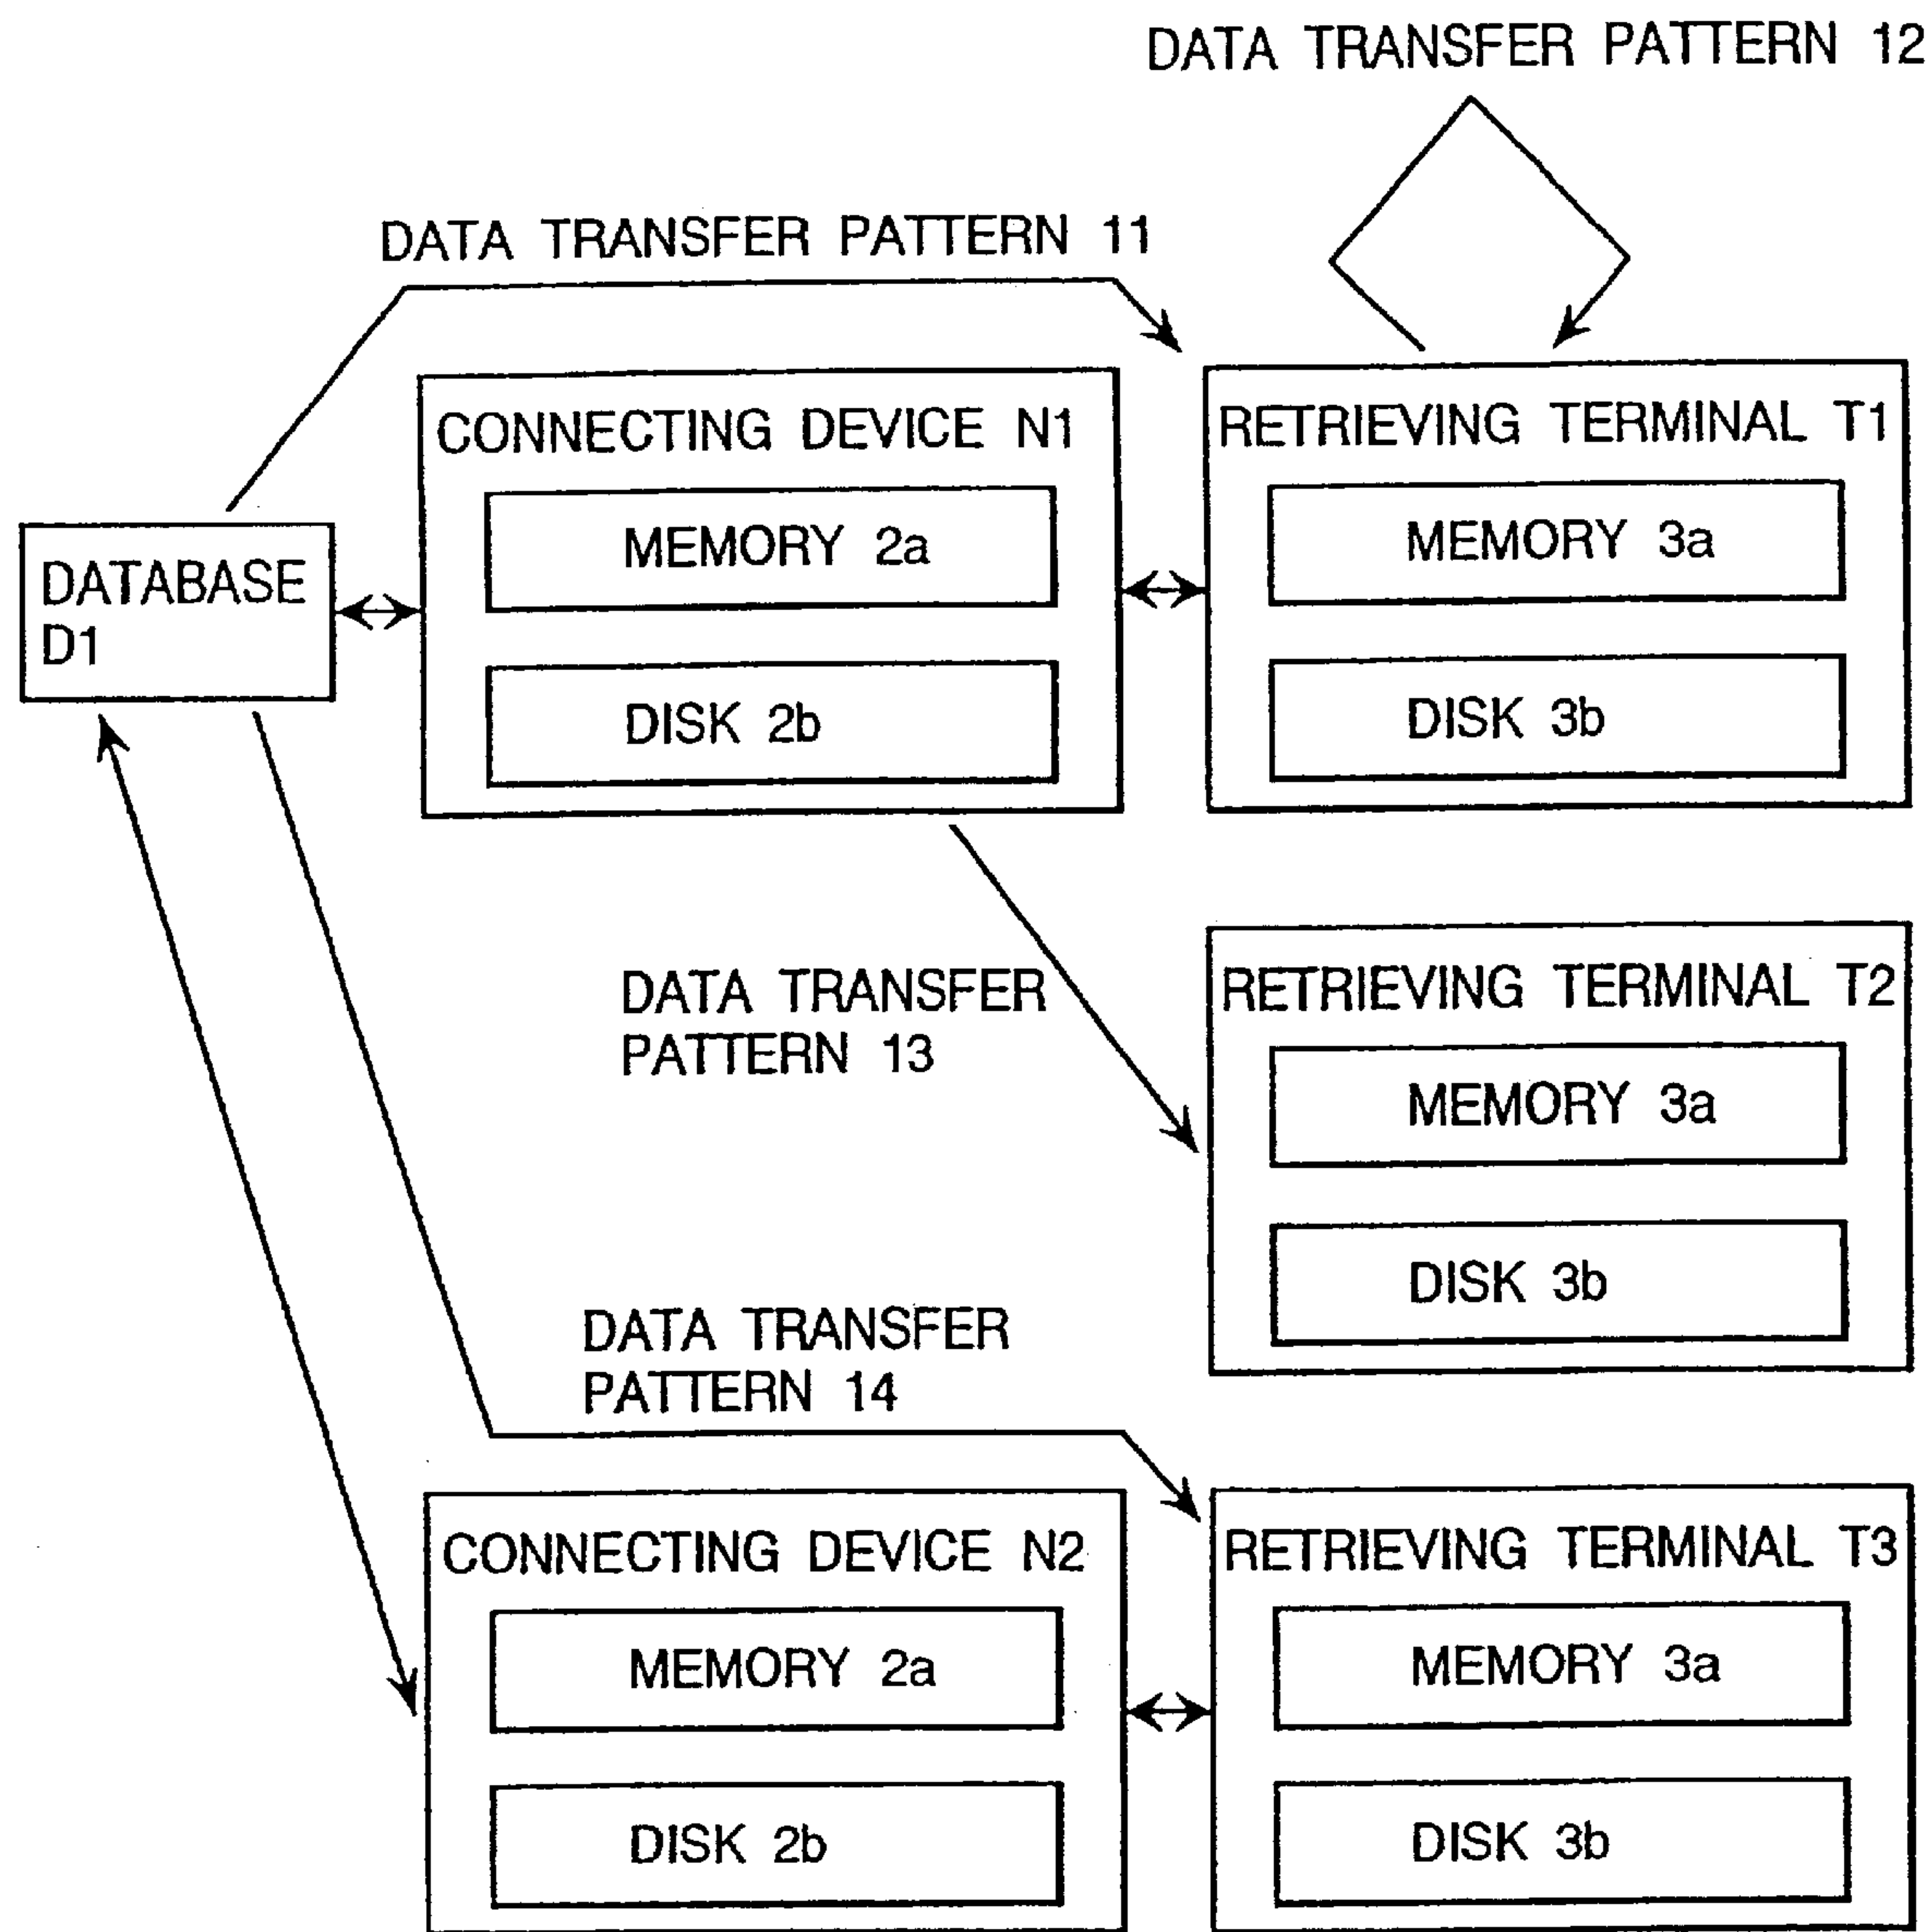 DATA TRANSFER PATTERN 12
DATA TRANSFER PATTERN 11
CONNECTING DEVICE N1
MEMORY 2a
DISK 2b
RETRIEVING TERMINAL T1
MEMORY 3a
DISK 3b
DATABASE
D1
DATA TRANSFER
PATTERN 13
RETRIEVING TERMINAL T2
MEMORY 3a
DISK 3b
DATA TRANSFER
PATTERN 14
CONNECTING DEVICE N2
MEMORY 2a
DISK 2b
RETRIEVING TERMINAL T3
MEMORY 3a
DISK 3b